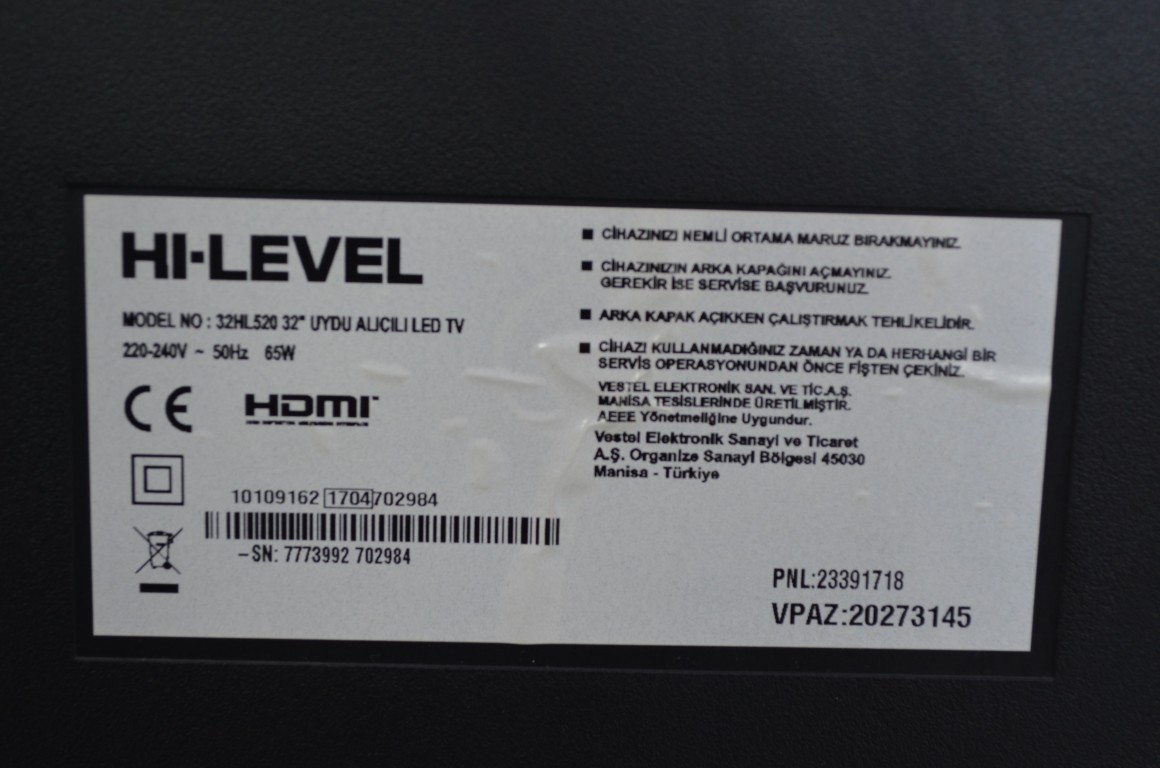 HI-LEVEL
MODEL NO : 32HL520 32" UYDU ALICILI LED TV
220-240V ~ 50Hz 65W
CE HDMI™
10109162 1704 702984
–SN: 7773992 702984
■ CİHAZINIZI NEMLİ ORTAMA MARUZ BIRAKMAYINIZ.
■ CİHAZINIZIN ARKA KAPAĞINI AÇMAYINIZ.
GEREKİR İSE SERVİSE BAŞVURUNUZ.
■ ARKA KAPAK AÇIKKEN ÇALIŞTIRMAK TEHLİKELİDİR.
■ CİHAZI KULLANMADIĞINIZ ZAMAN YA DA HERHANGİ BİR
SERVİS OPERASYONUNDAN ÖNCE FİŞTEN ÇEKİNİZ.
VESTEL ELEKTRONİK SAN. VE TİC.A.Ş.
MANİSA TESİSLERİNDE ÜRETİLMİŞTİR.
AEEE Yönetmeliğine Uygundur.
Vestel Elektronik Sanayi ve Ticaret
A.Ş. Organize Sanayi Bölgesi 45030
Manisa - Türkiye
PNL:23391718
VPAZ:20273145